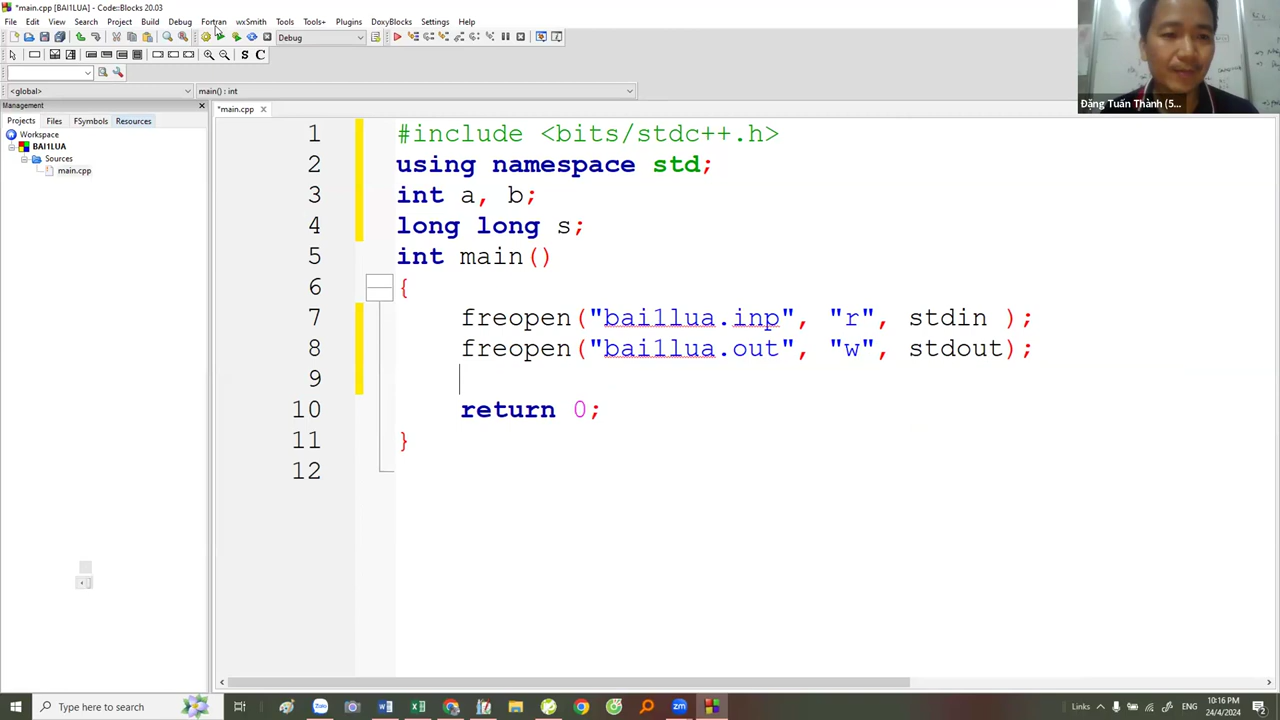 *main.cpp [BAI1LUA] - Code::Blocks 20.03
File Edit View Search Project Build Debug Fortran wxSmith Tools Tools+ Plugins DoxyBlocks Settings Help
Debug
S C
<global>
main() : int
Management
Projects Files FSymbols Resources
*main.cpp
Workspace
BAI1LUA
Sources
main.cpp
1 #include <bits/stdc++.h>
2 using namespace std;
3 int a, b;
4 long long s;
5 int main()
6 {
7 freopen("bai1lua.inp", "r", stdin );
8 freopen("bai1lua.out", "w", stdout);
9
10 return 0;
11 }
12
Đặng Tuấn Thành (5...
Type here to search
Links
ENG
10:16 PM
24/4/2024